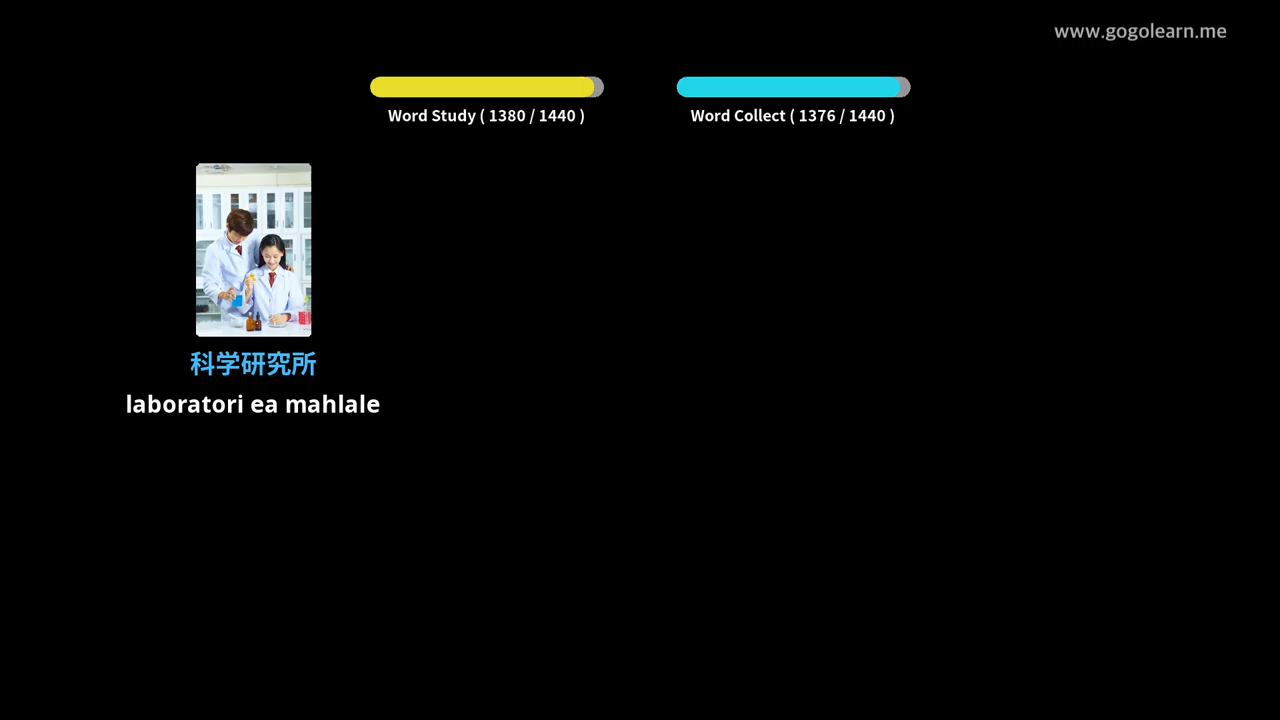 www.gogolearn.me
Word Study ( 1380 / 1440 )
Word Collect ( 1376 / 1440 )
科学研究所
laboratori ea mahlale